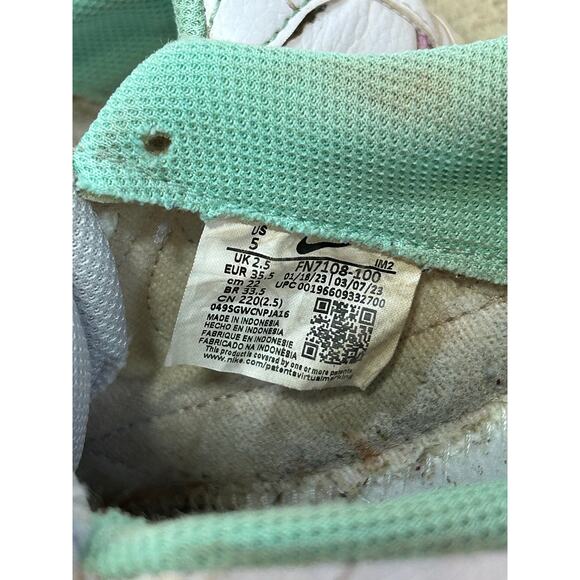 US
5
UK 2.5
EUR 35.5
cm 22
BR 33.5
CN 220(2.5)
049SGWCNPJA16
FN7108-100 IM2
01/18/23 | 03/07/23
UPC 00196609332700
MADE IN INDONESIA
HECHO EN INDONESIA
FABRIQUE EN INDONESIE
FABRICADO NA INDONÉSIA
This product is covered by one or more patents
www.nike.com/patentsvirtualmarking